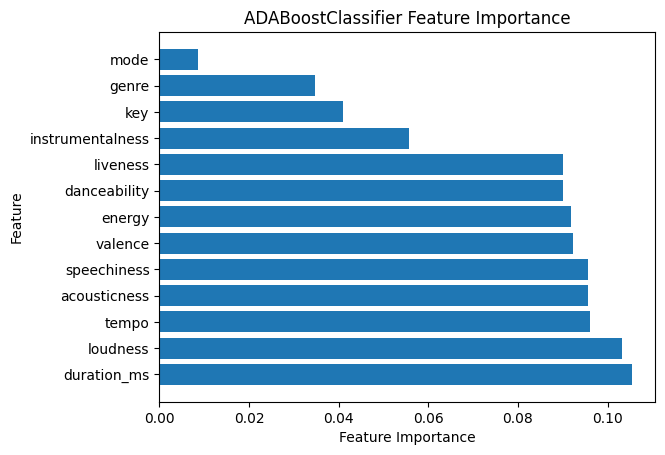 ADABoostClassifier Feature Importance
mode
genre
key
instrumentalness
liveness
danceability
energy
valence
speechiness
acousticness
tempo
loudness
duration_ms
Feature
0.00 0.02 0.04 0.06 0.08 0.10
Feature Importance